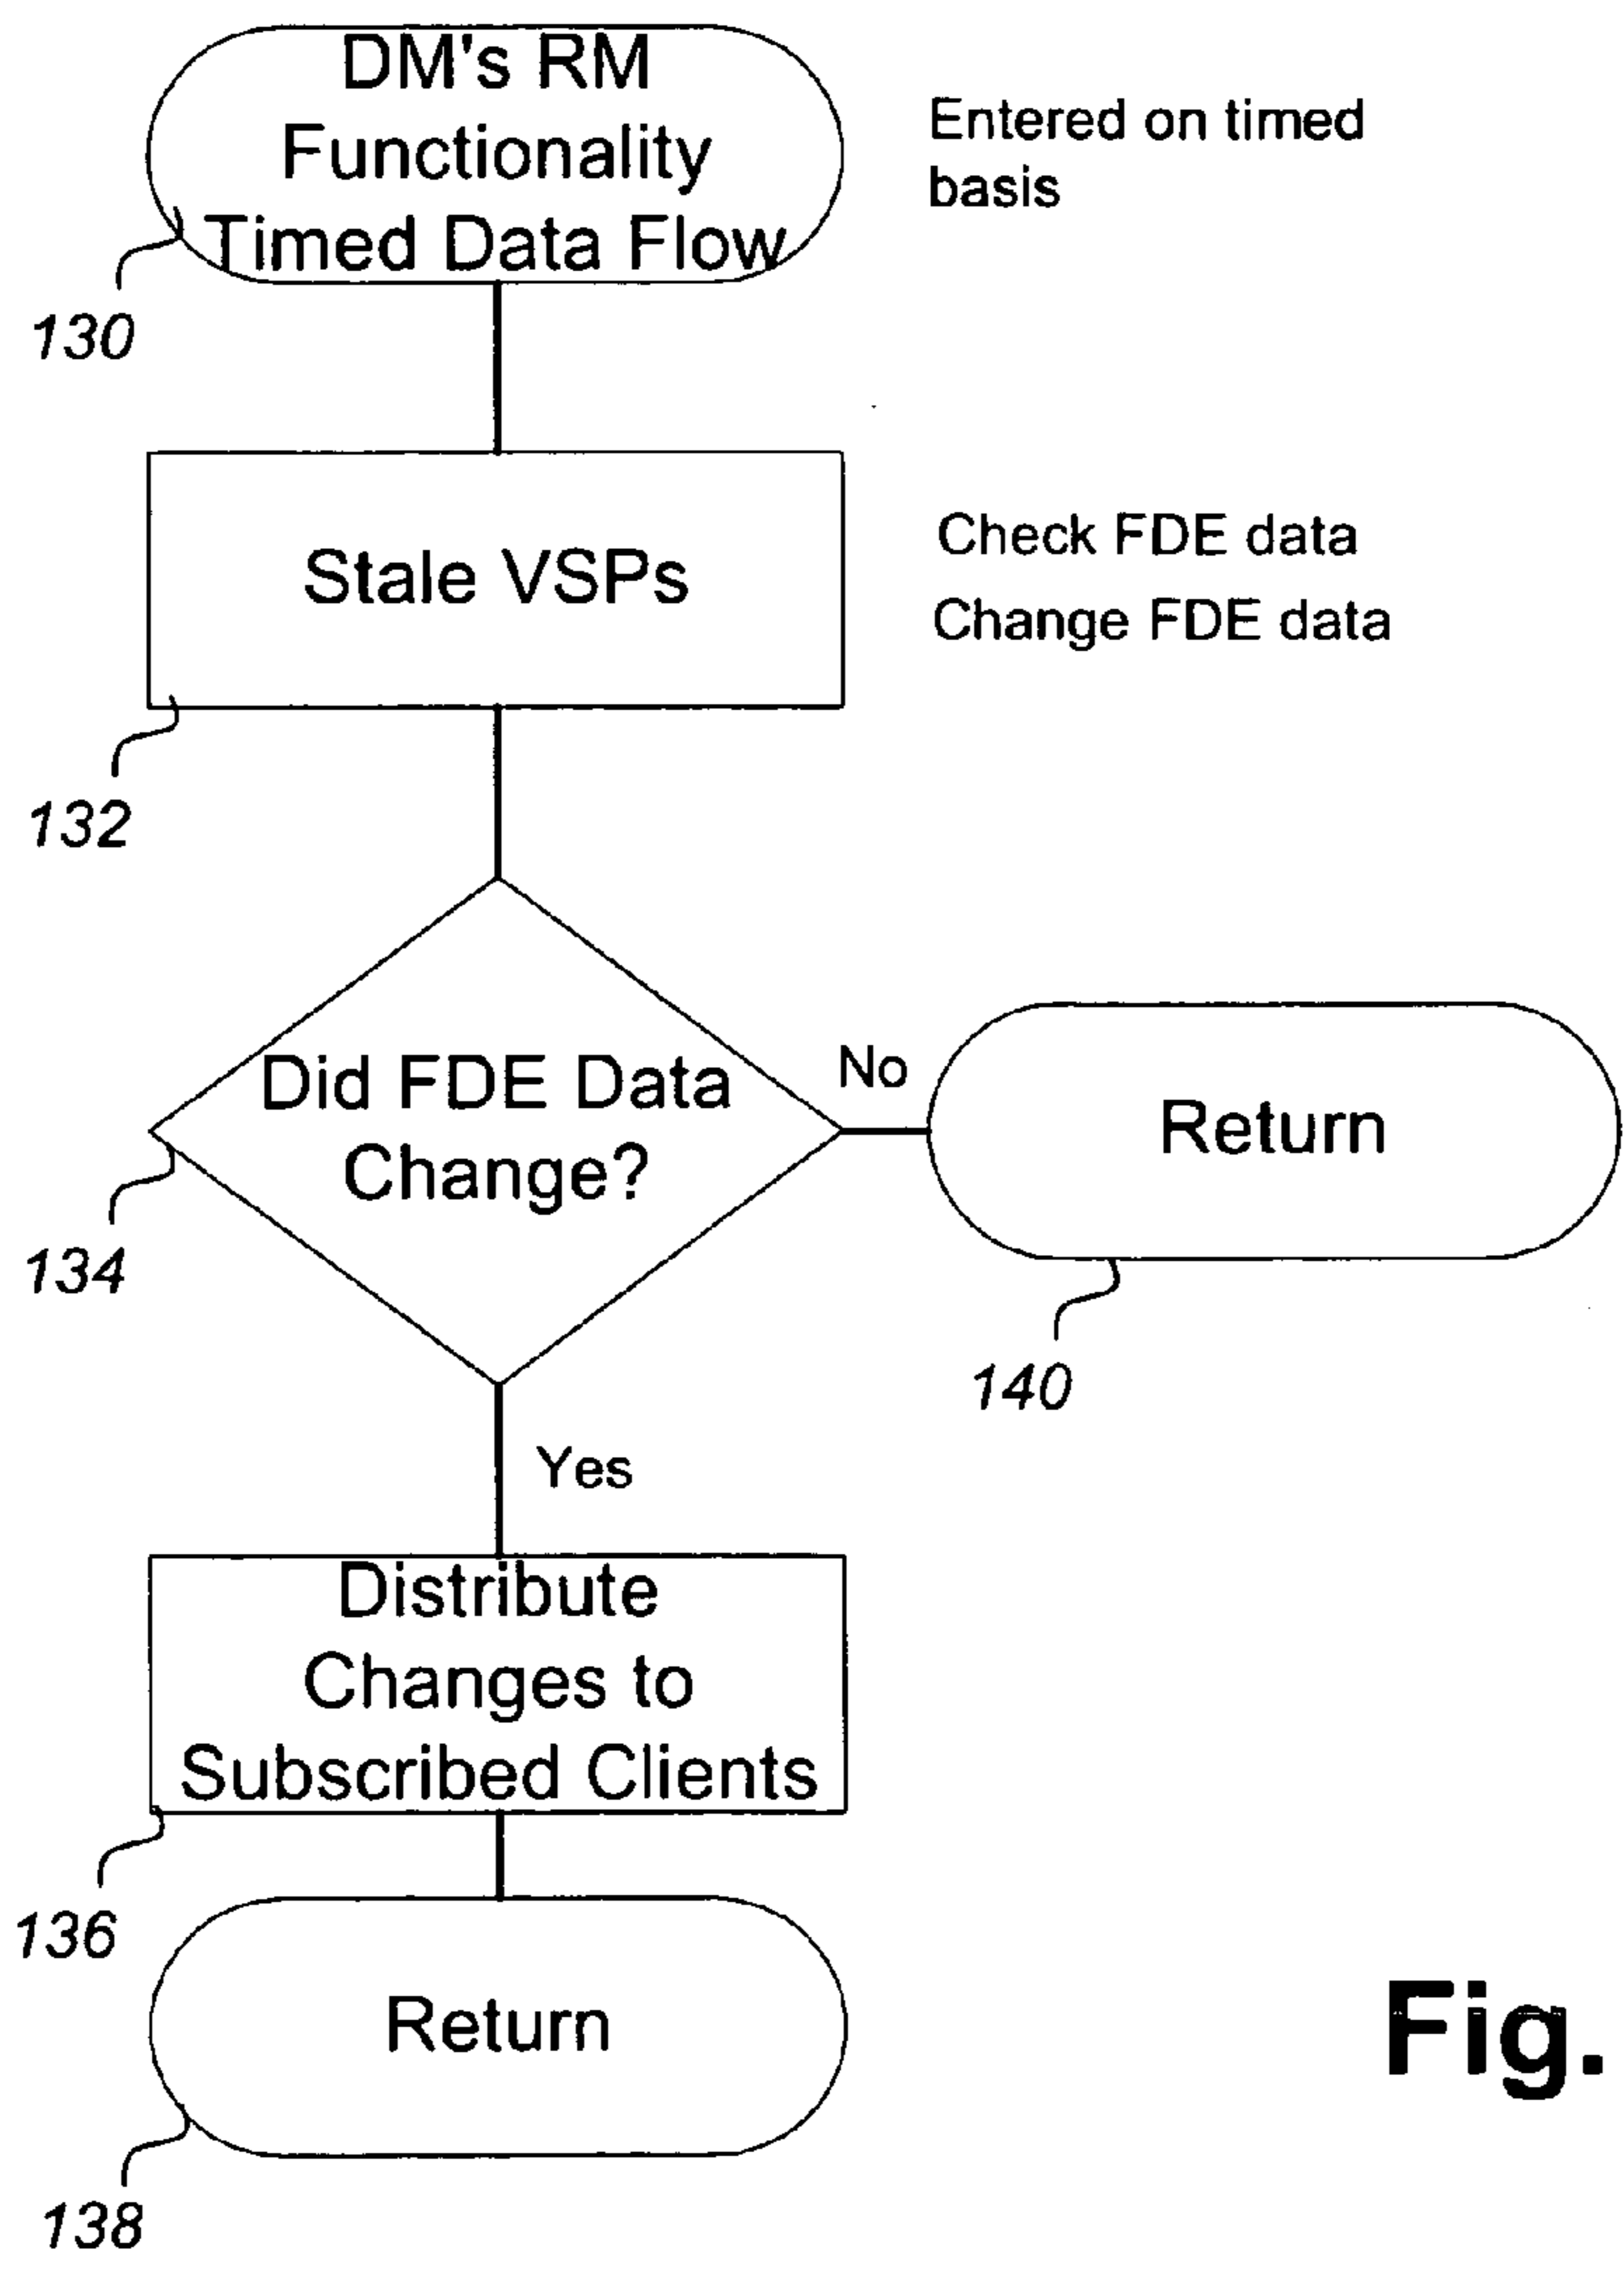 DM's RM
Functionality
Timed Data Flow
Entered on timed
basis
130
Stale VSPs
Check FDE data
Change FDE data
132
Did FDE Data
Change?
No
Return
134
140
Yes
Distribute
Changes to
Subscribed Clients
136
Return
Fig.
138